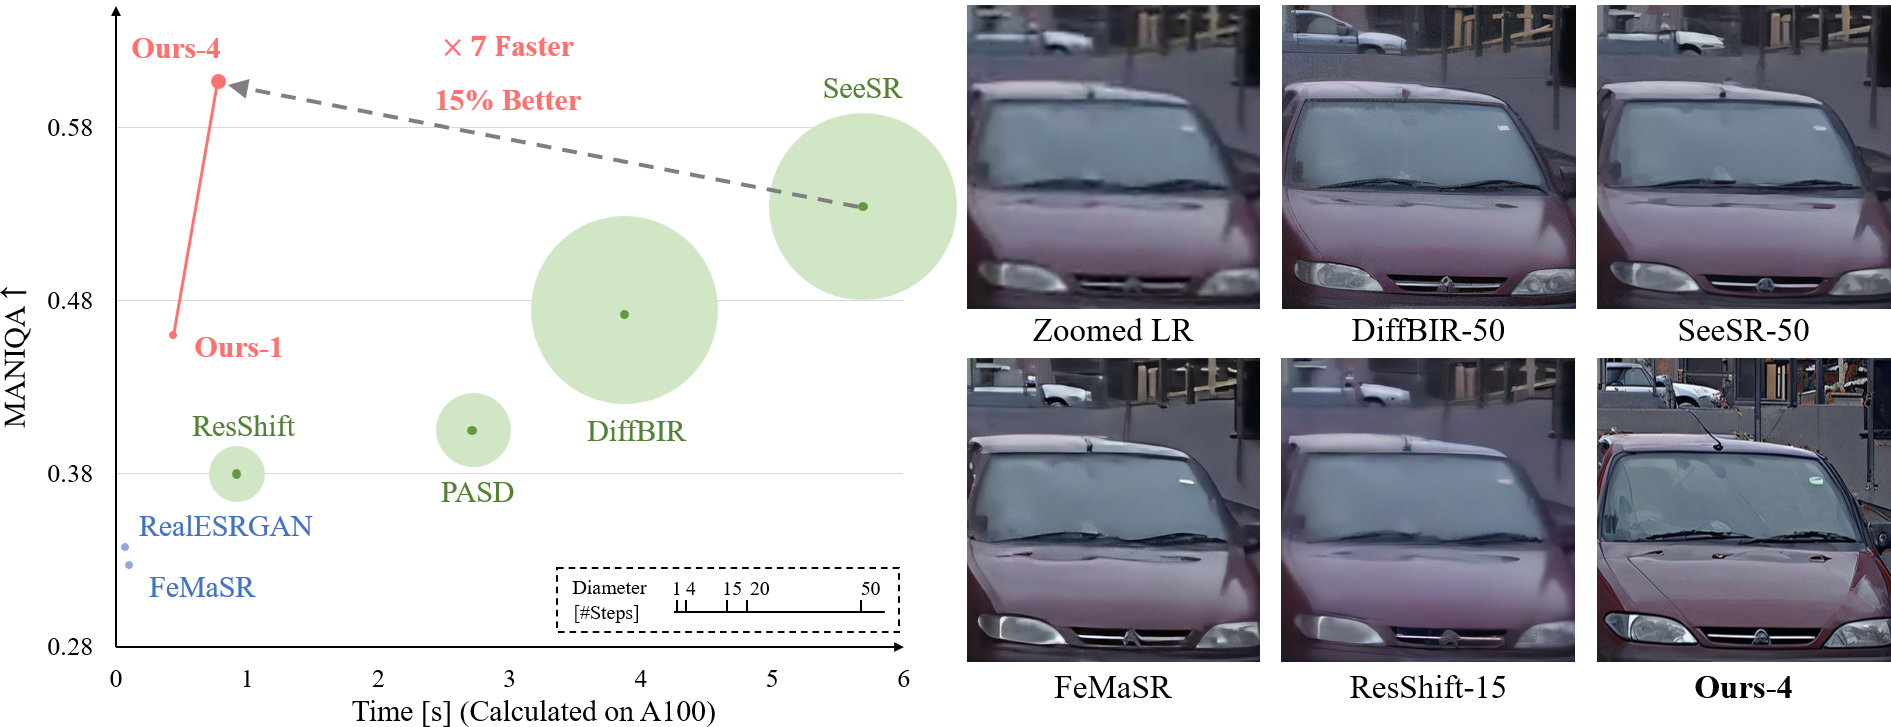 Ours-4
× 7 Faster
15% Better
SeeSR
0.58
0.48
0.38
0.28
MANIQA ↑
Ours-1
ResShift
DiffBIR
PASD
RealESRGAN
FeMaSR
Diameter
[#Steps]
1 4 15 20 50
0 1 2 3 4 5 6
Time [s] (Calculated on A100)
Zoomed LR
DiffBIR-50
SeeSR-50
FeMaSR
ResShift-15
Ours-4